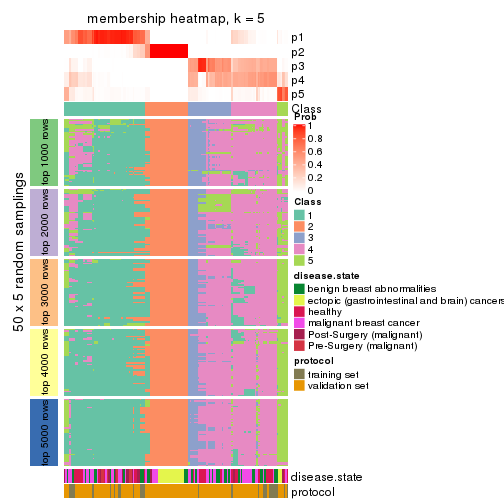 membership heatmap, k = 5
p1
p2
p3
p4
p5
Class
Prob
1
0.8
0.6
0.4
0.2
0
Class
1
2
3
4
5
disease.state
benign breast abnormalities
ectopic (gastrointestinal and brain) cancers
healthy
malignant breast cancer
Post-Surgery (malignant)
Pre-Surgery (malignant)
protocol
training set
validation set
50 x 5 random samplings
top 1000 rows
top 2000 rows
top 3000 rows
top 4000 rows
top 5000 rows
disease.state
protocol